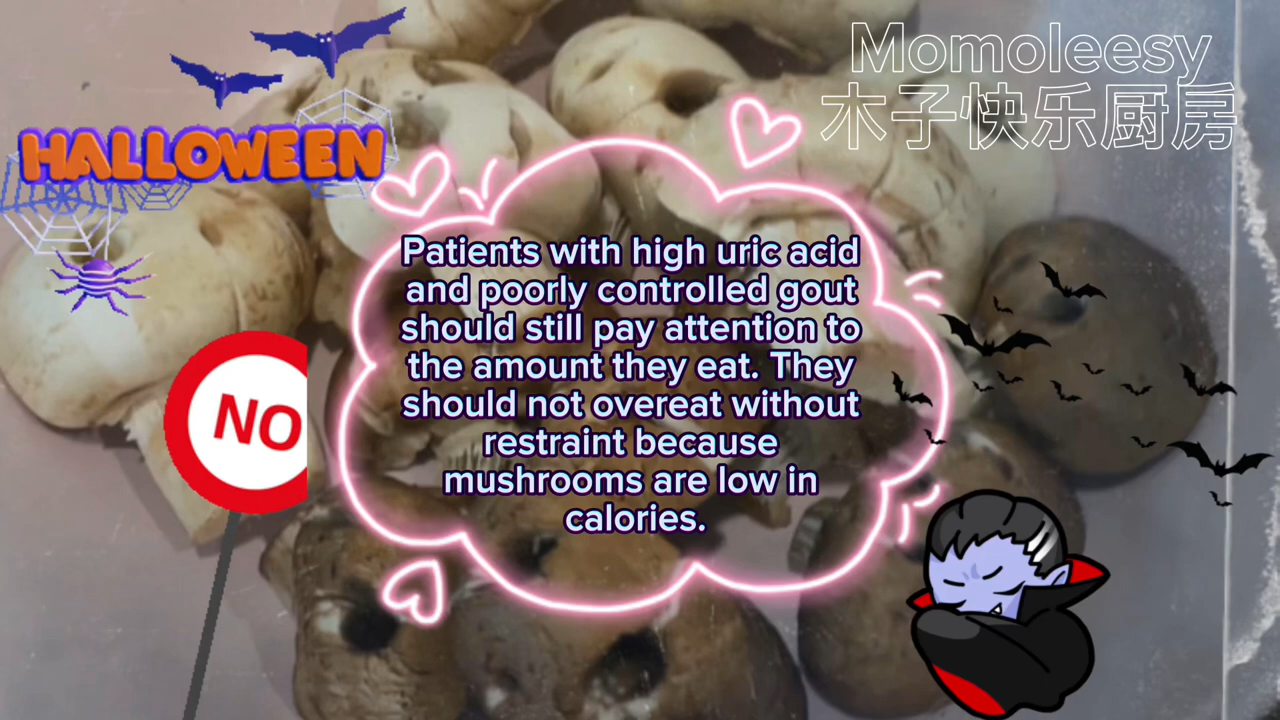 HALLOWEEN
Momoleesy
木子快乐厨房
Patients with high uric acid
and poorly controlled gout
should still pay attention to
the amount they eat. They
should not overeat without
restraint because
mushrooms are low in
calories.
NO